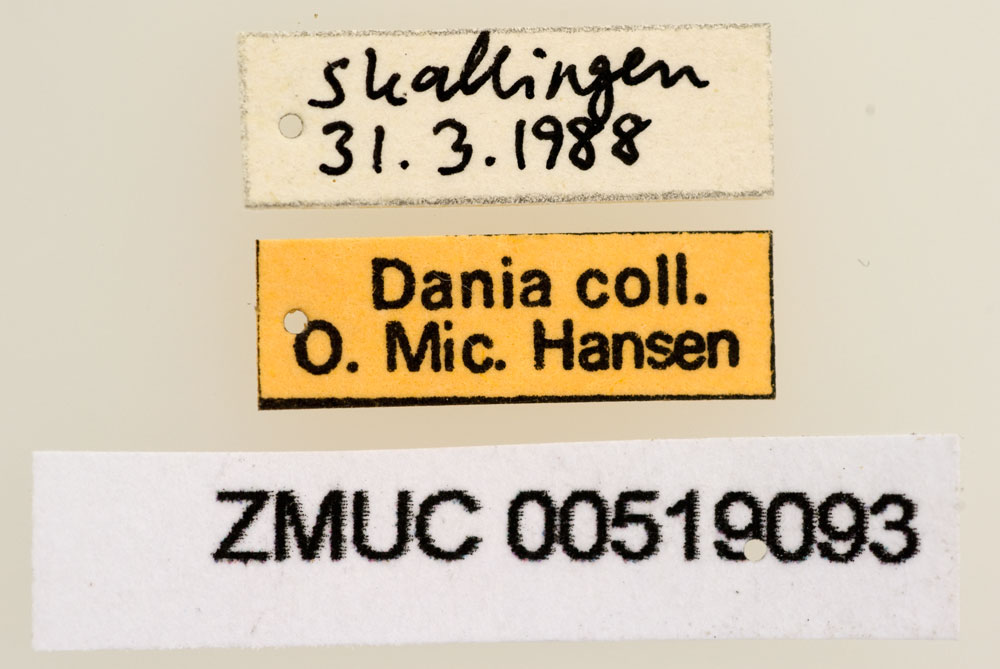 Skallingen
31.3.1988
Dania coll.
O. Mic. Hansen
ZMUC 00519093